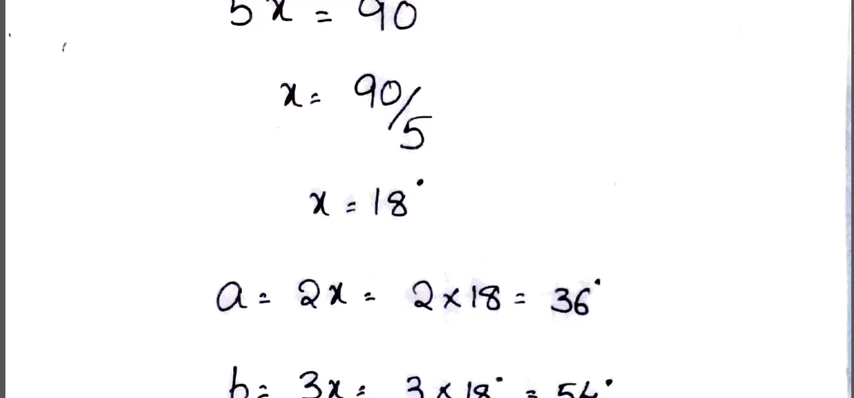 5x = 90
x = 90/5
x = 18°
a = 2x = 2 × 18 = 36°
b = 3x = 3 × 18° = 54°